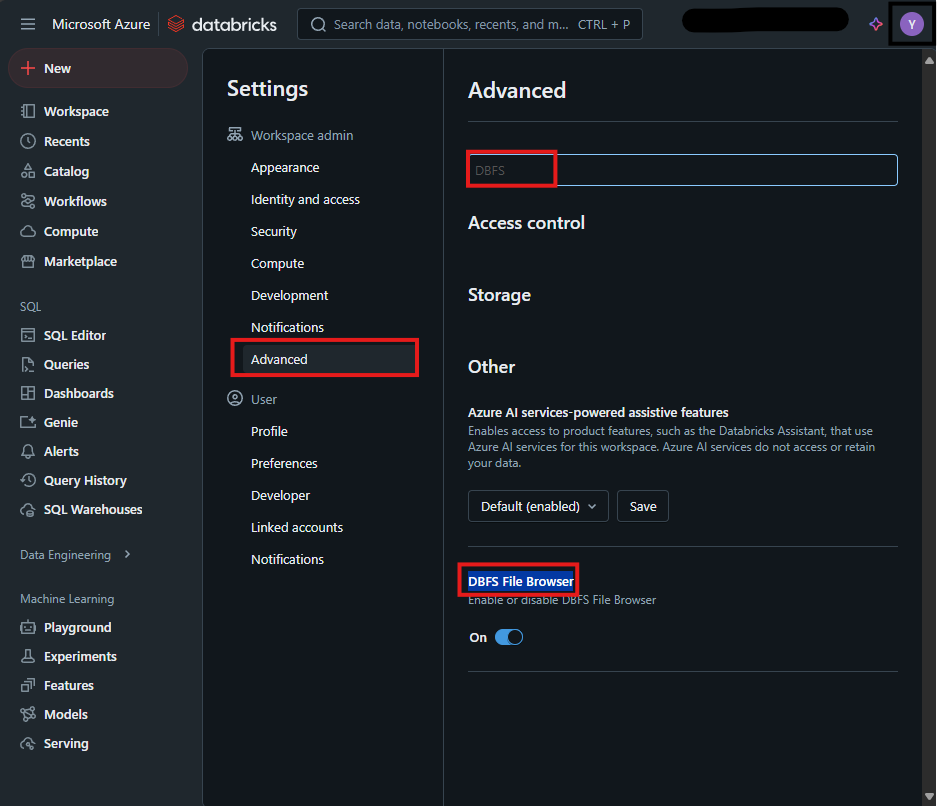 Microsoft Azure
databricks
Search data, notebooks, recents, and m... CTRL + P
Y
New
Workspace
Recents
Catalog
Workflows
Compute
Marketplace
SQL
SQL Editor
Queries
Dashboards
Genie
Alerts
Query History
SQL Warehouses
Data Engineering
Machine Learning
Playground
Experiments
Features
Models
Serving
Settings
Workspace admin
Appearance
Identity and access
Security
Compute
Development
Notifications
Advanced
User
Profile
Preferences
Developer
Linked accounts
Notifications
Advanced
DBFS
Access control
Storage
Other
Azure AI services-powered assistive features
Enables access to product features, such as the Databricks Assistant, that use
Azure AI services for this workspace. Azure AI services do not access or retain
your data.
Default (enabled)
Save
DBFS File Browser
Enable or disable DBFS File Browser
On